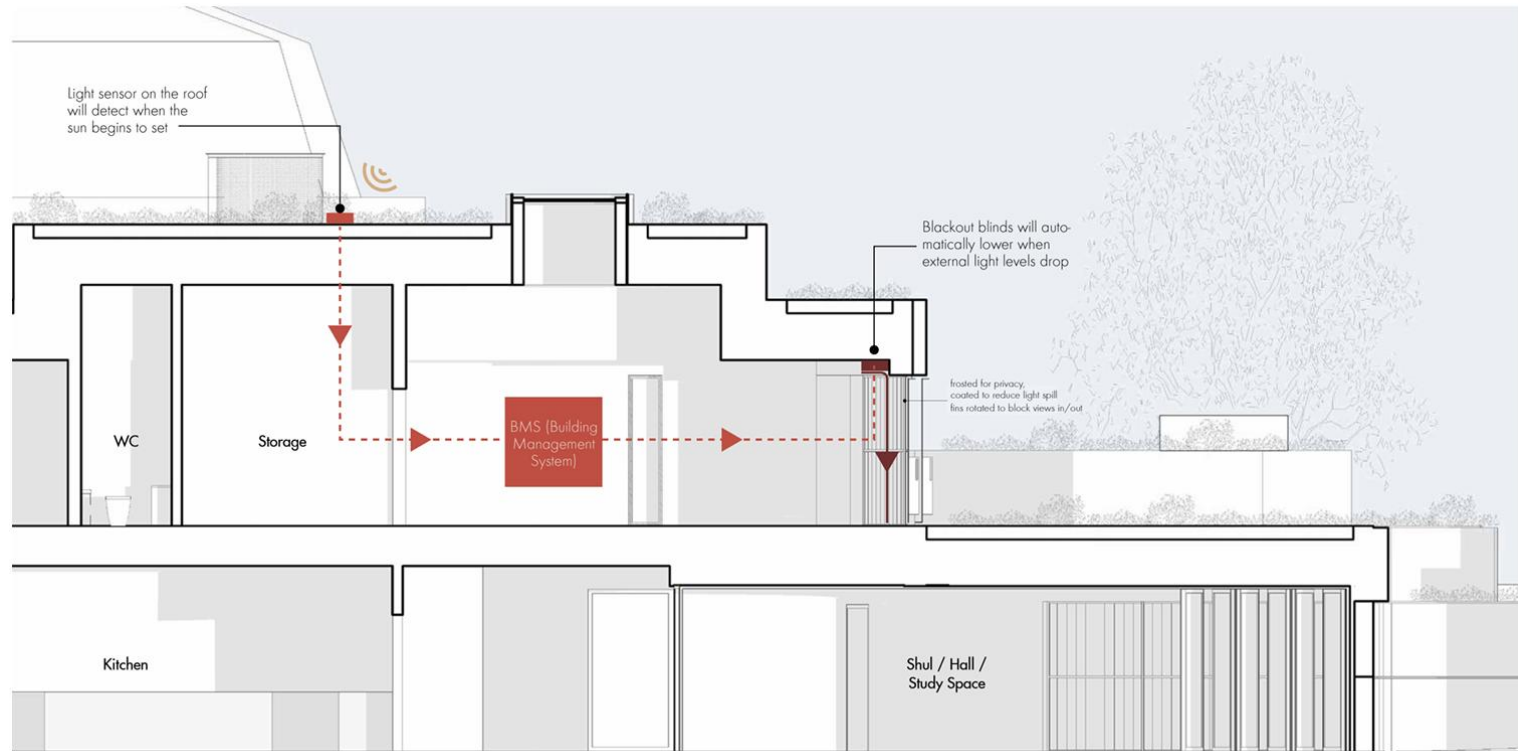 Light sensor on the roof
will detect when the
sun begins to set
Blackout blinds will auto-
matically lower when
external light levels drop
frosted for privacy,
coated to reduce light spill
fins rotated to block views in/out
WC
Storage
BMS (Building
Management
System)
Kitchen
Shul / Hall /
Study Space